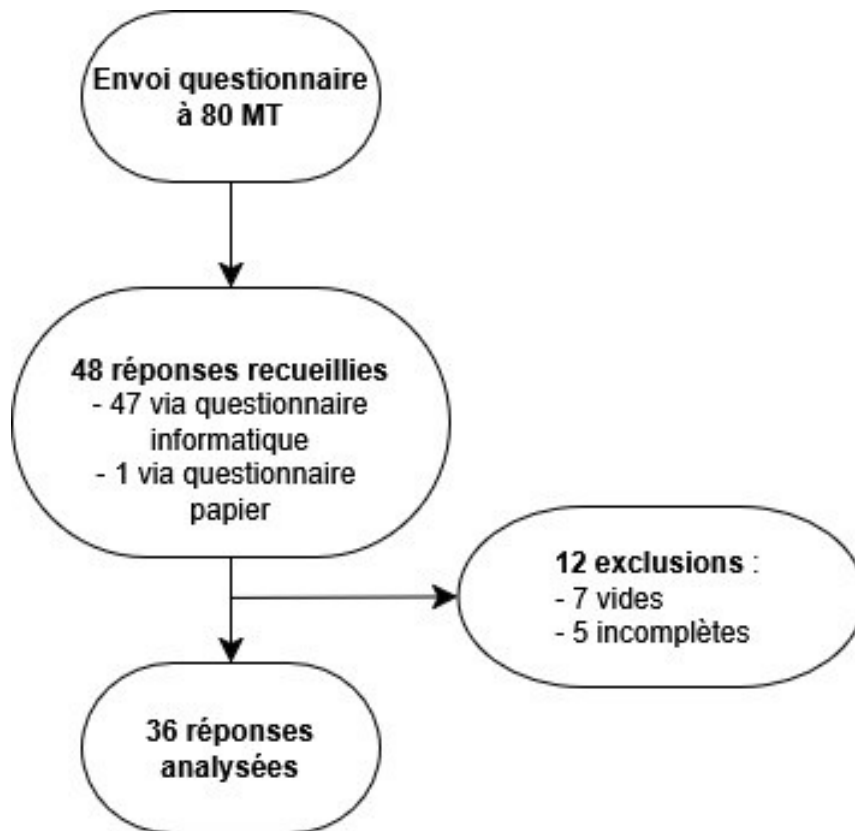 Envoi questionnaire
à 80 MT
48 réponses recueillies
- 47 via questionnaire
informatique
- 1 via questionnaire
papier
12 exclusions :
- 7 vides
- 5 incomplètes
36 réponses
analysées